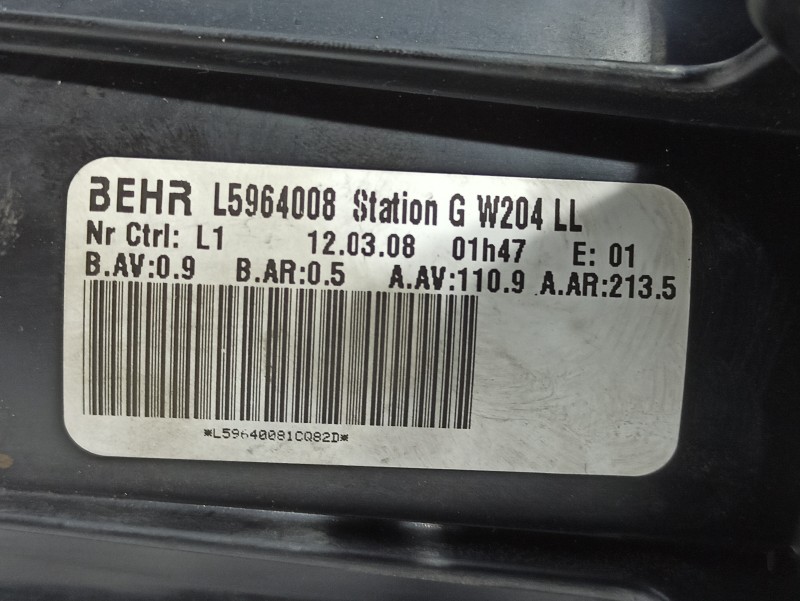 BEHR L5964008 Station G W204 LL
Nr Ctrl: L1 12.03.08 01h47 E: 01
B.AV:0.9 B.AR:0.5 A.AV:110.9 A.AR:213.5
*L59640081CQ82D*